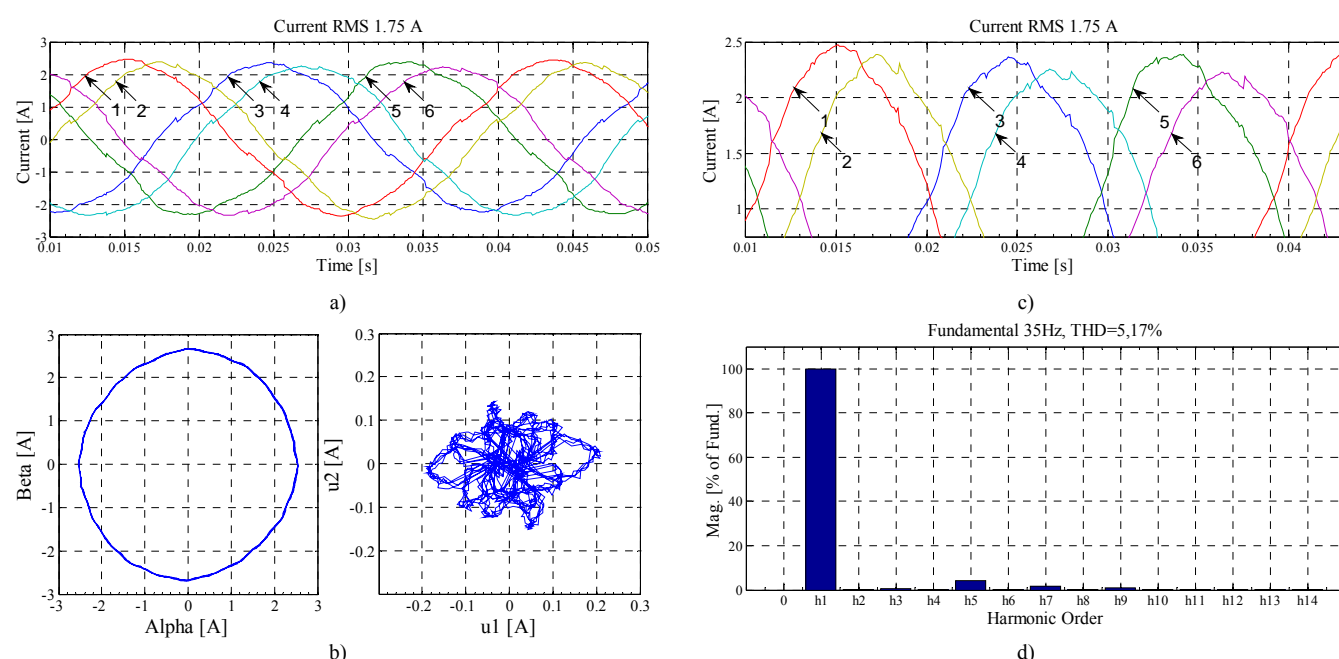 Current RMS 1.75 A
3
2
1
0
-1
-2
-3
Current [A]
1 2 3 4 5 6
0.01 0.015 0.02 0.025 0.03 0.035 0.04 0.045 0.05
Time [s]
a)
Current RMS 1.75 A
2.5
2
1.5
1
Current [A]
1 2 3 4 5 6
0.01 0.015 0.02 0.025 0.03 0.035 0.04
Time [s]
c)
3
2
1
0
-1
-2
-3
Beta [A]
-3 -2 -1 0 1 2 3
Alpha [A]
0.3
0.2
0.1
0
0.1
0.2
u2 [A]
-0.2 -0.1 0 0.1 0.2 0.3
u1 [A]
b)
Fundamental 35Hz, THD=5,17%
100
80
60
40
20
0
Mag. [% of Fund.]
0 h1 h2 h3 h4 h5 h6 h7 h8 h9 h10 h11 h12 h13 h14
Harmonic Order
d)